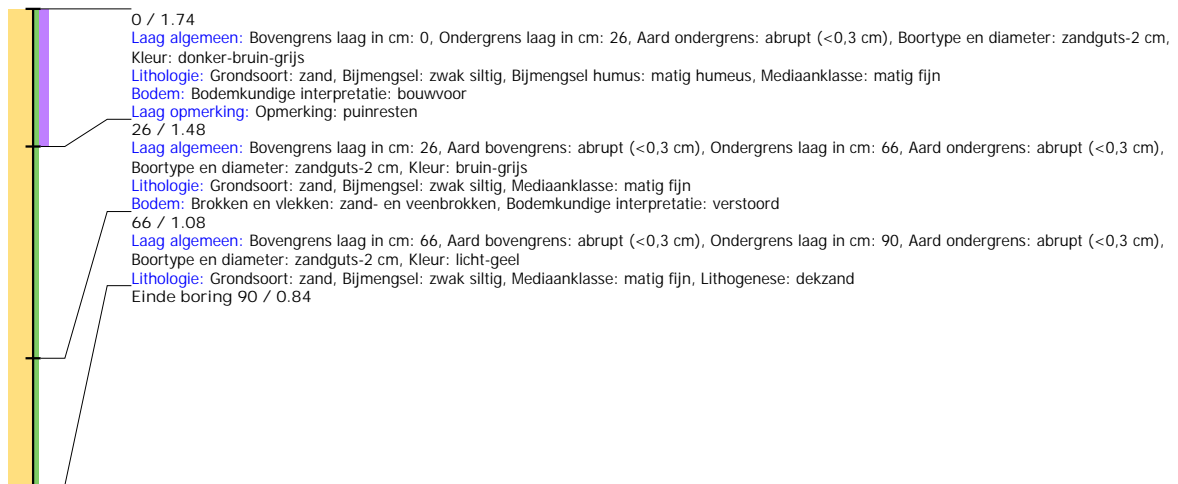 0 / 1.74
Laag algemeen: Bovengrens laag in cm: 0, Ondergrens laag in cm: 26, Aard ondergrens: abrupt (<0,3 cm), Boortype en diameter: zandguts-2 cm,
Kleur: donker-bruin-grijs
Lithologie: Grondsoort: zand, Bijmengsel: zwak siltig, Bijmengsel humus: matig humeus, Mediaanklasse: matig fijn
Bodem: Bodemkundige interpretatie: bouwvoor
Laag opmerking: Opmerking: puinresten
26 / 1.48
Laag algemeen: Bovengrens laag in cm: 26, Aard bovengrens: abrupt (<0,3 cm), Ondergrens laag in cm: 66, Aard ondergrens: abrupt (<0,3 cm),
Boortype en diameter: zandguts-2 cm, Kleur: bruin-grijs
Lithologie: Grondsoort: zand, Bijmengsel: zwak siltig, Mediaanklasse: matig fijn
Bodem: Brokken en vlekken: zand- en veenbrokken, Bodemkundige interpretatie: verstoord
66 / 1.08
Laag algemeen: Bovengrens laag in cm: 66, Aard bovengrens: abrupt (<0,3 cm), Ondergrens laag in cm: 90, Aard ondergrens: abrupt (<0,3 cm),
Boortype en diameter: zandguts-2 cm, Kleur: licht-geel
Lithologie: Grondsoort: zand, Bijmengsel: zwak siltig, Mediaanklasse: matig fijn, Lithogenese: dekzand
Einde boring 90 / 0.84